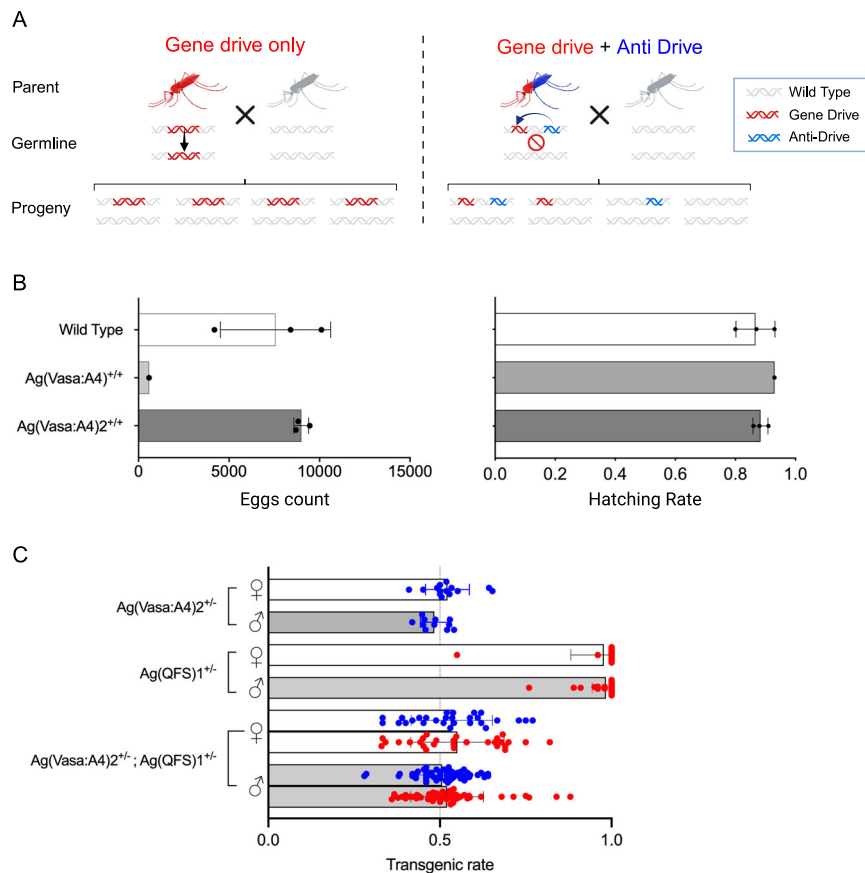 A
Gene drive only
Gene drive + Anti Drive
Parent
Germline
Progeny
Wild Type
Gene Drive
Anti-Drive
B
Wild Type
Ag(Vasa:A4)+/+
Ag(Vasa:A4)2+/+
0 5000 10000 15000
Eggs count
0.0 0.2 0.4 0.6 0.8 1.0
Hatching Rate
C
Ag(Vasa:A4)2+/-
♀
♂
Ag(QFS)1+/-
♀
♂
Ag(Vasa:A4)2+/- ; Ag(QFS)1+/-
♀
♂
0.0 0.5 1.0
Transgenic rate